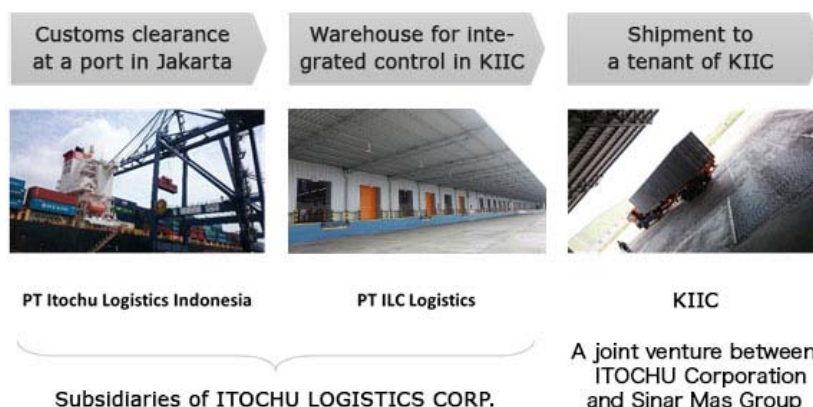 Customs clearance
at a port in Jakarta
Warehouse for inte-
grated control in KIIC
Shipment to
a tenant of KIIC
PT Itochu Logistics Indonesia
PT ILC Logistics
KIIC
Subsidiaries of ITOCHU LOGISTICS CORP.
A joint venture between
ITOCHU Corporation
and Sinar Mas Group